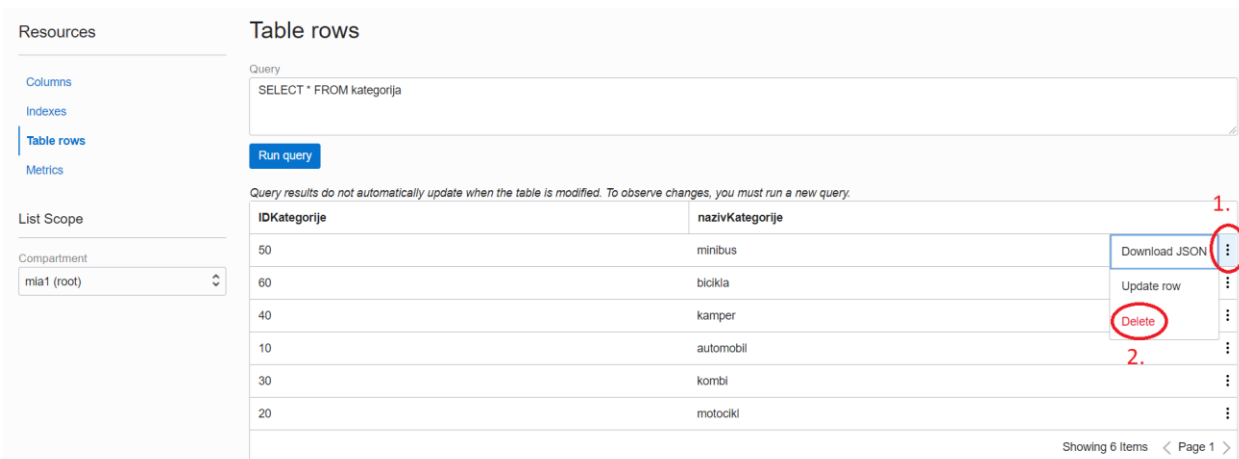 Resources
Columns
Indexes
Table rows
Metrics
List Scope
Compartment
mia1 (root)
Table rows
Query
SELECT * FROM kategorija
Run query
Query results do not automatically update when the table is modified. To observe changes, you must run a new query.
1.
IDKategorije nazivKategorije
50 minibus Download JSON
60 bicikla Update row
40 kamper Delete
10 automobil 2.
30 kombi
20 motocikl
Showing 6 Items < Page 1 >